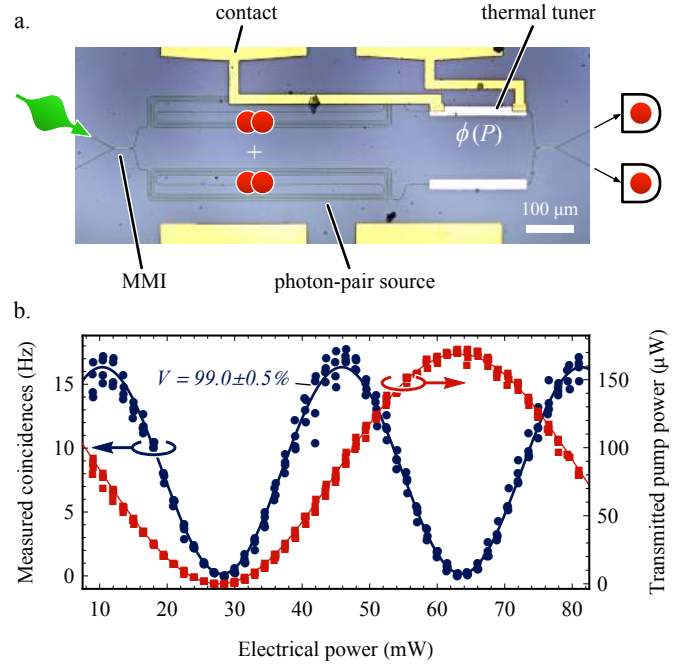 a.
contact
thermal tuner
ϕ(P)
+
100 μm
MMI
photon-pair source
b.
Measured coincidences (Hz)
15
10
5
0
V = 99.0±0.5%
150
100
50
0
Transmitted pump power (μW)
10 20 30 40 50 60 70 80
Electrical power (mW)